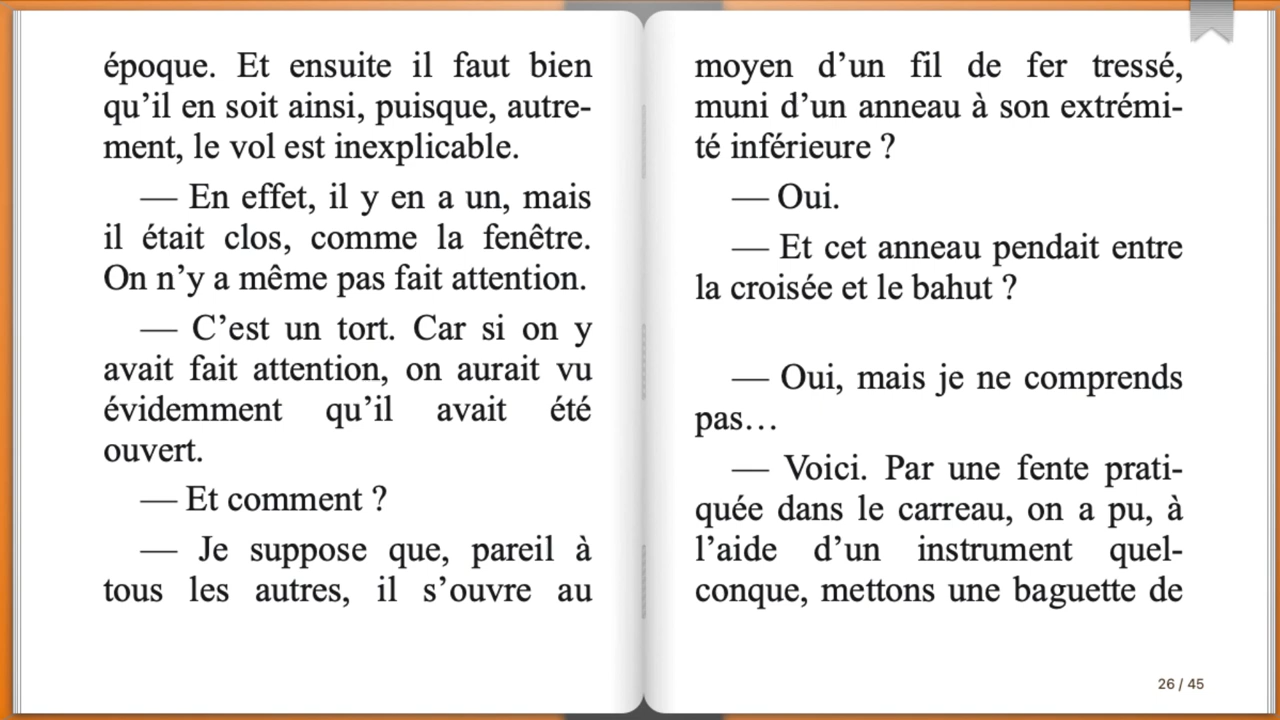 époque. Et ensuite il faut bien
qu’il en soit ainsi, puisque, autre-
ment, le vol est inexplicable.
— En effet, il y en a un, mais
il était clos, comme la fenêtre.
On n’y a même pas fait attention.
— C’est un tort. Car si on y
avait fait attention, on aurait vu
évidemment qu’il avait été
ouvert.
— Et comment ?
— Je suppose que, pareil à
tous les autres, il s’ouvre au
moyen d’un fil de fer tressé,
muni d’un anneau à son extrémi-
té inférieure ?
— Oui.
— Et cet anneau pendait entre
la croisée et le bahut ?
— Oui, mais je ne comprends
pas…
— Voici. Par une fente prati-
quée dans le carreau, on a pu, à
l’aide d’un instrument quel-
conque, mettons une baguette de
26 / 45